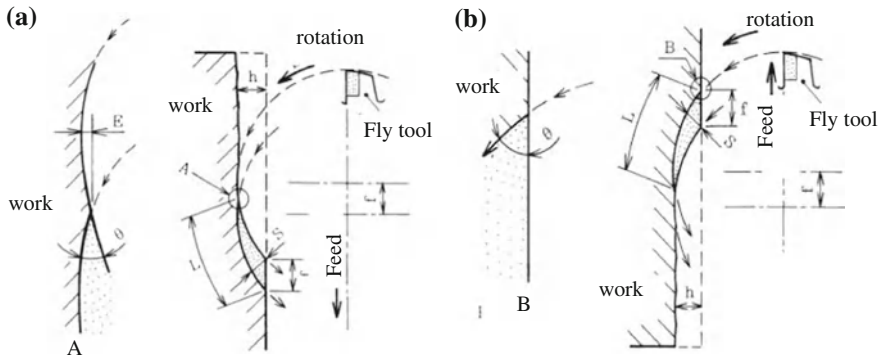 (a)
E
work
θ
A
h
rotation
work
Fly tool
A
f
S
L
f
Feed
(b)
work
θ
B
B
rotation
L
f
S
Feed
Fly tool
f
work
h